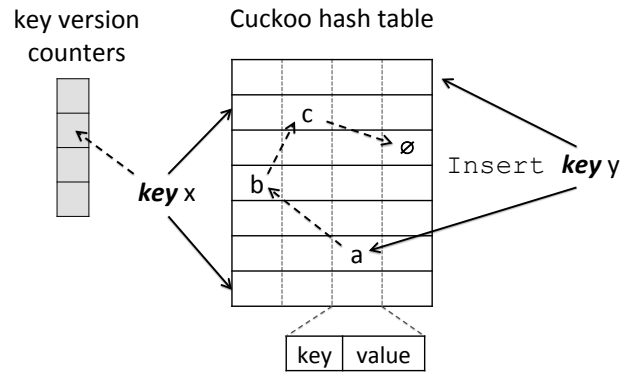 key version
counters
Cuckoo hash table
c
ø
Insert key y
b
key x
a
key value